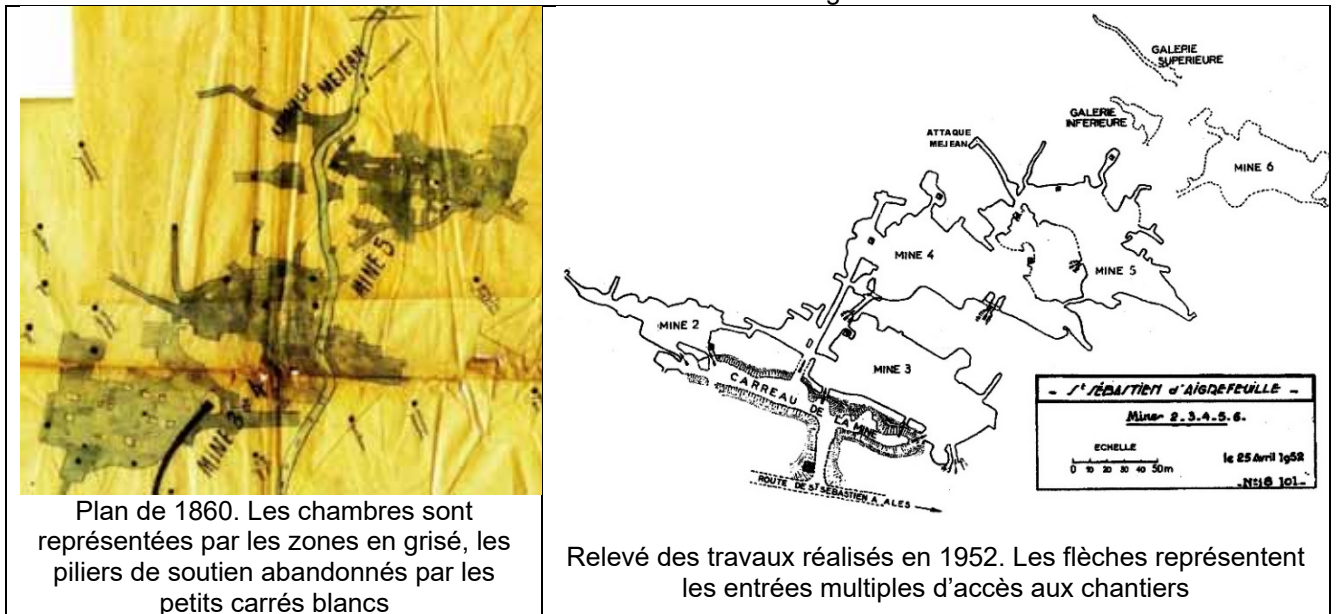 MEJEAN
MINE 5
MINE 3
Plan de 1860. Les chambres sont
représentées par les zones en grisé, les
piliers de soutien abandonnés par les
petits carrés blancs
GALERIE
SUPERIEURE
GALERIE
INFERIEURE
ATTAQUE
MEJEAN
MINE 6
MINE 4
MINE 5
MINE 2
MINE 3
CARREAU DE LA MINE
ROUTE DE St SÉBASTIEN A ALES
- St SÉBASTIEN d'AIGREFEUILLE -
Mines 2.3.4.5.6.
ECHELLE
0 10 20 30 40 50m
le 25 Avril 1952
Relevé des travaux réalisés en 1952. Les flèches représentent
les entrées multiples d'accès aux chantiers